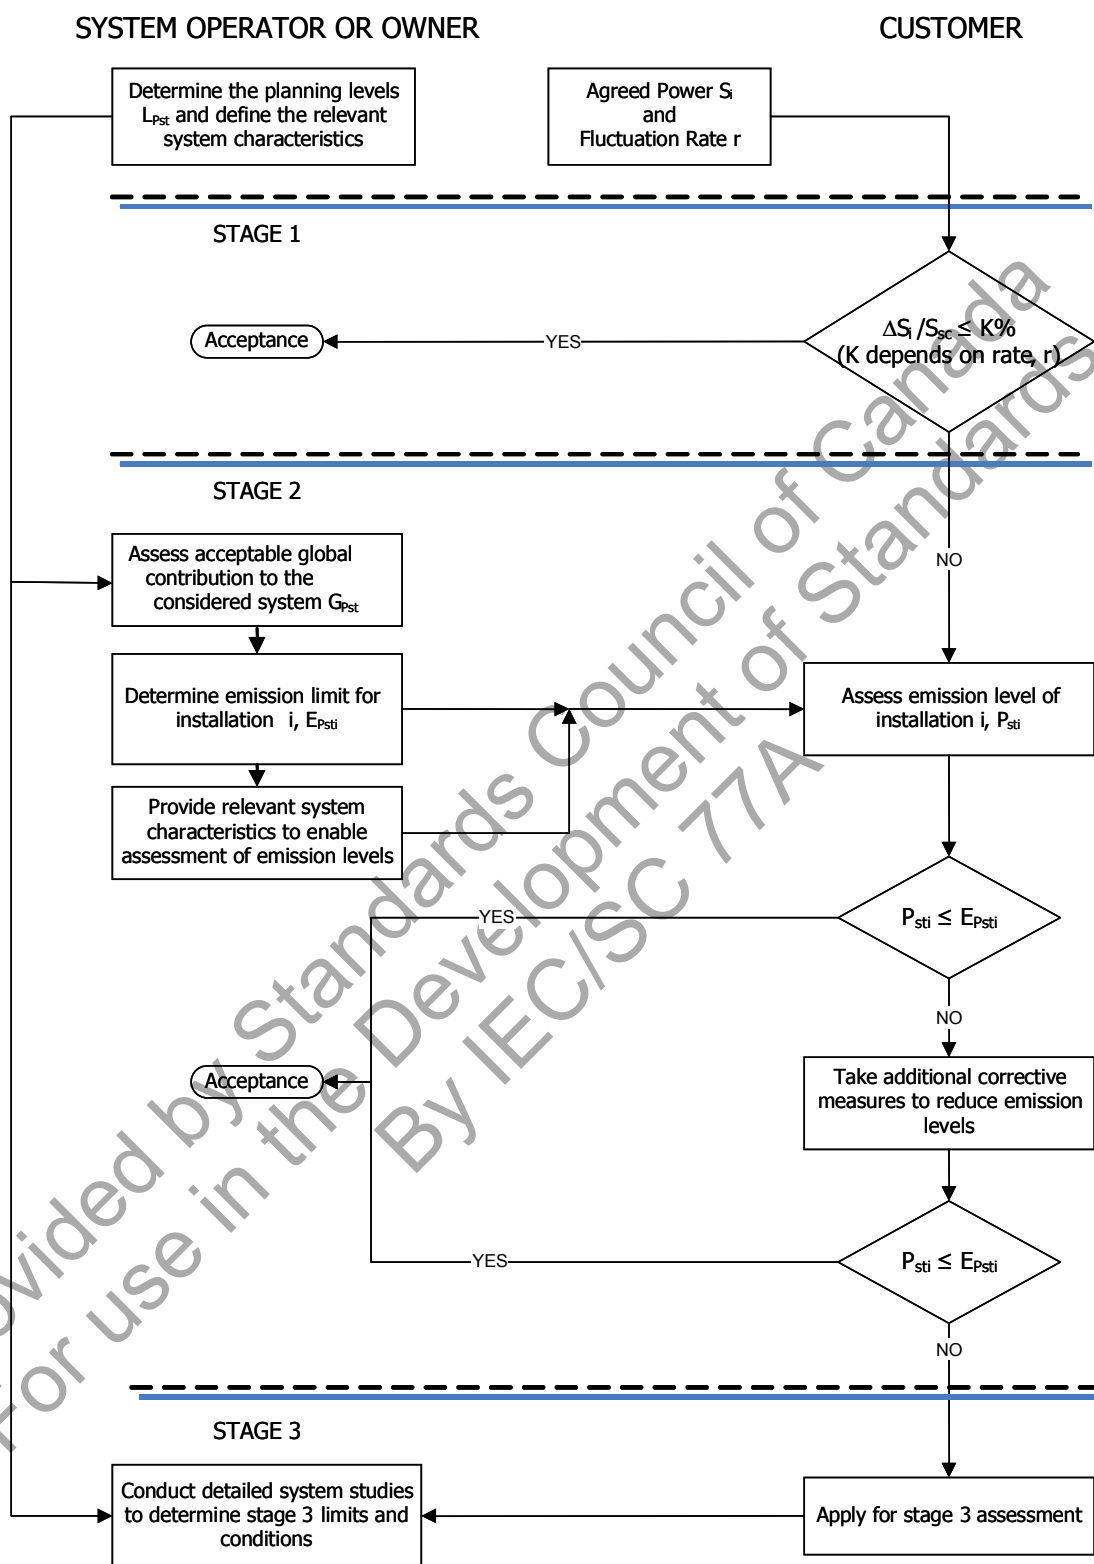 SYSTEM OPERATOR OR OWNER
CUSTOMER
Determine the planning levels
LPst and define the relevant
system characteristics
Agreed Power Si
and
Fluctuation Rate r
STAGE 1
Acceptance
YES
ΔSi /Ssc ≤ K%
(K depends on rate, r)
STAGE 2
NO
Assess acceptable global
contribution to the
considered system GPst
Determine emission limit for
installation i, EPsti
Assess emission level of
installation i, Psti
Provide relevant system
characteristics to enable
assessment of emission levels
YES
Psti ≤ EPsti
NO
Acceptance
Take additional corrective
measures to reduce emission
levels
YES
Psti ≤ EPsti
NO
STAGE 3
Conduct detailed system studies
to determine stage 3 limits and
conditions
Apply for stage 3 assessment
by Standards Council of Canada
For use in the Development of Standards
By IEC/SC 77A